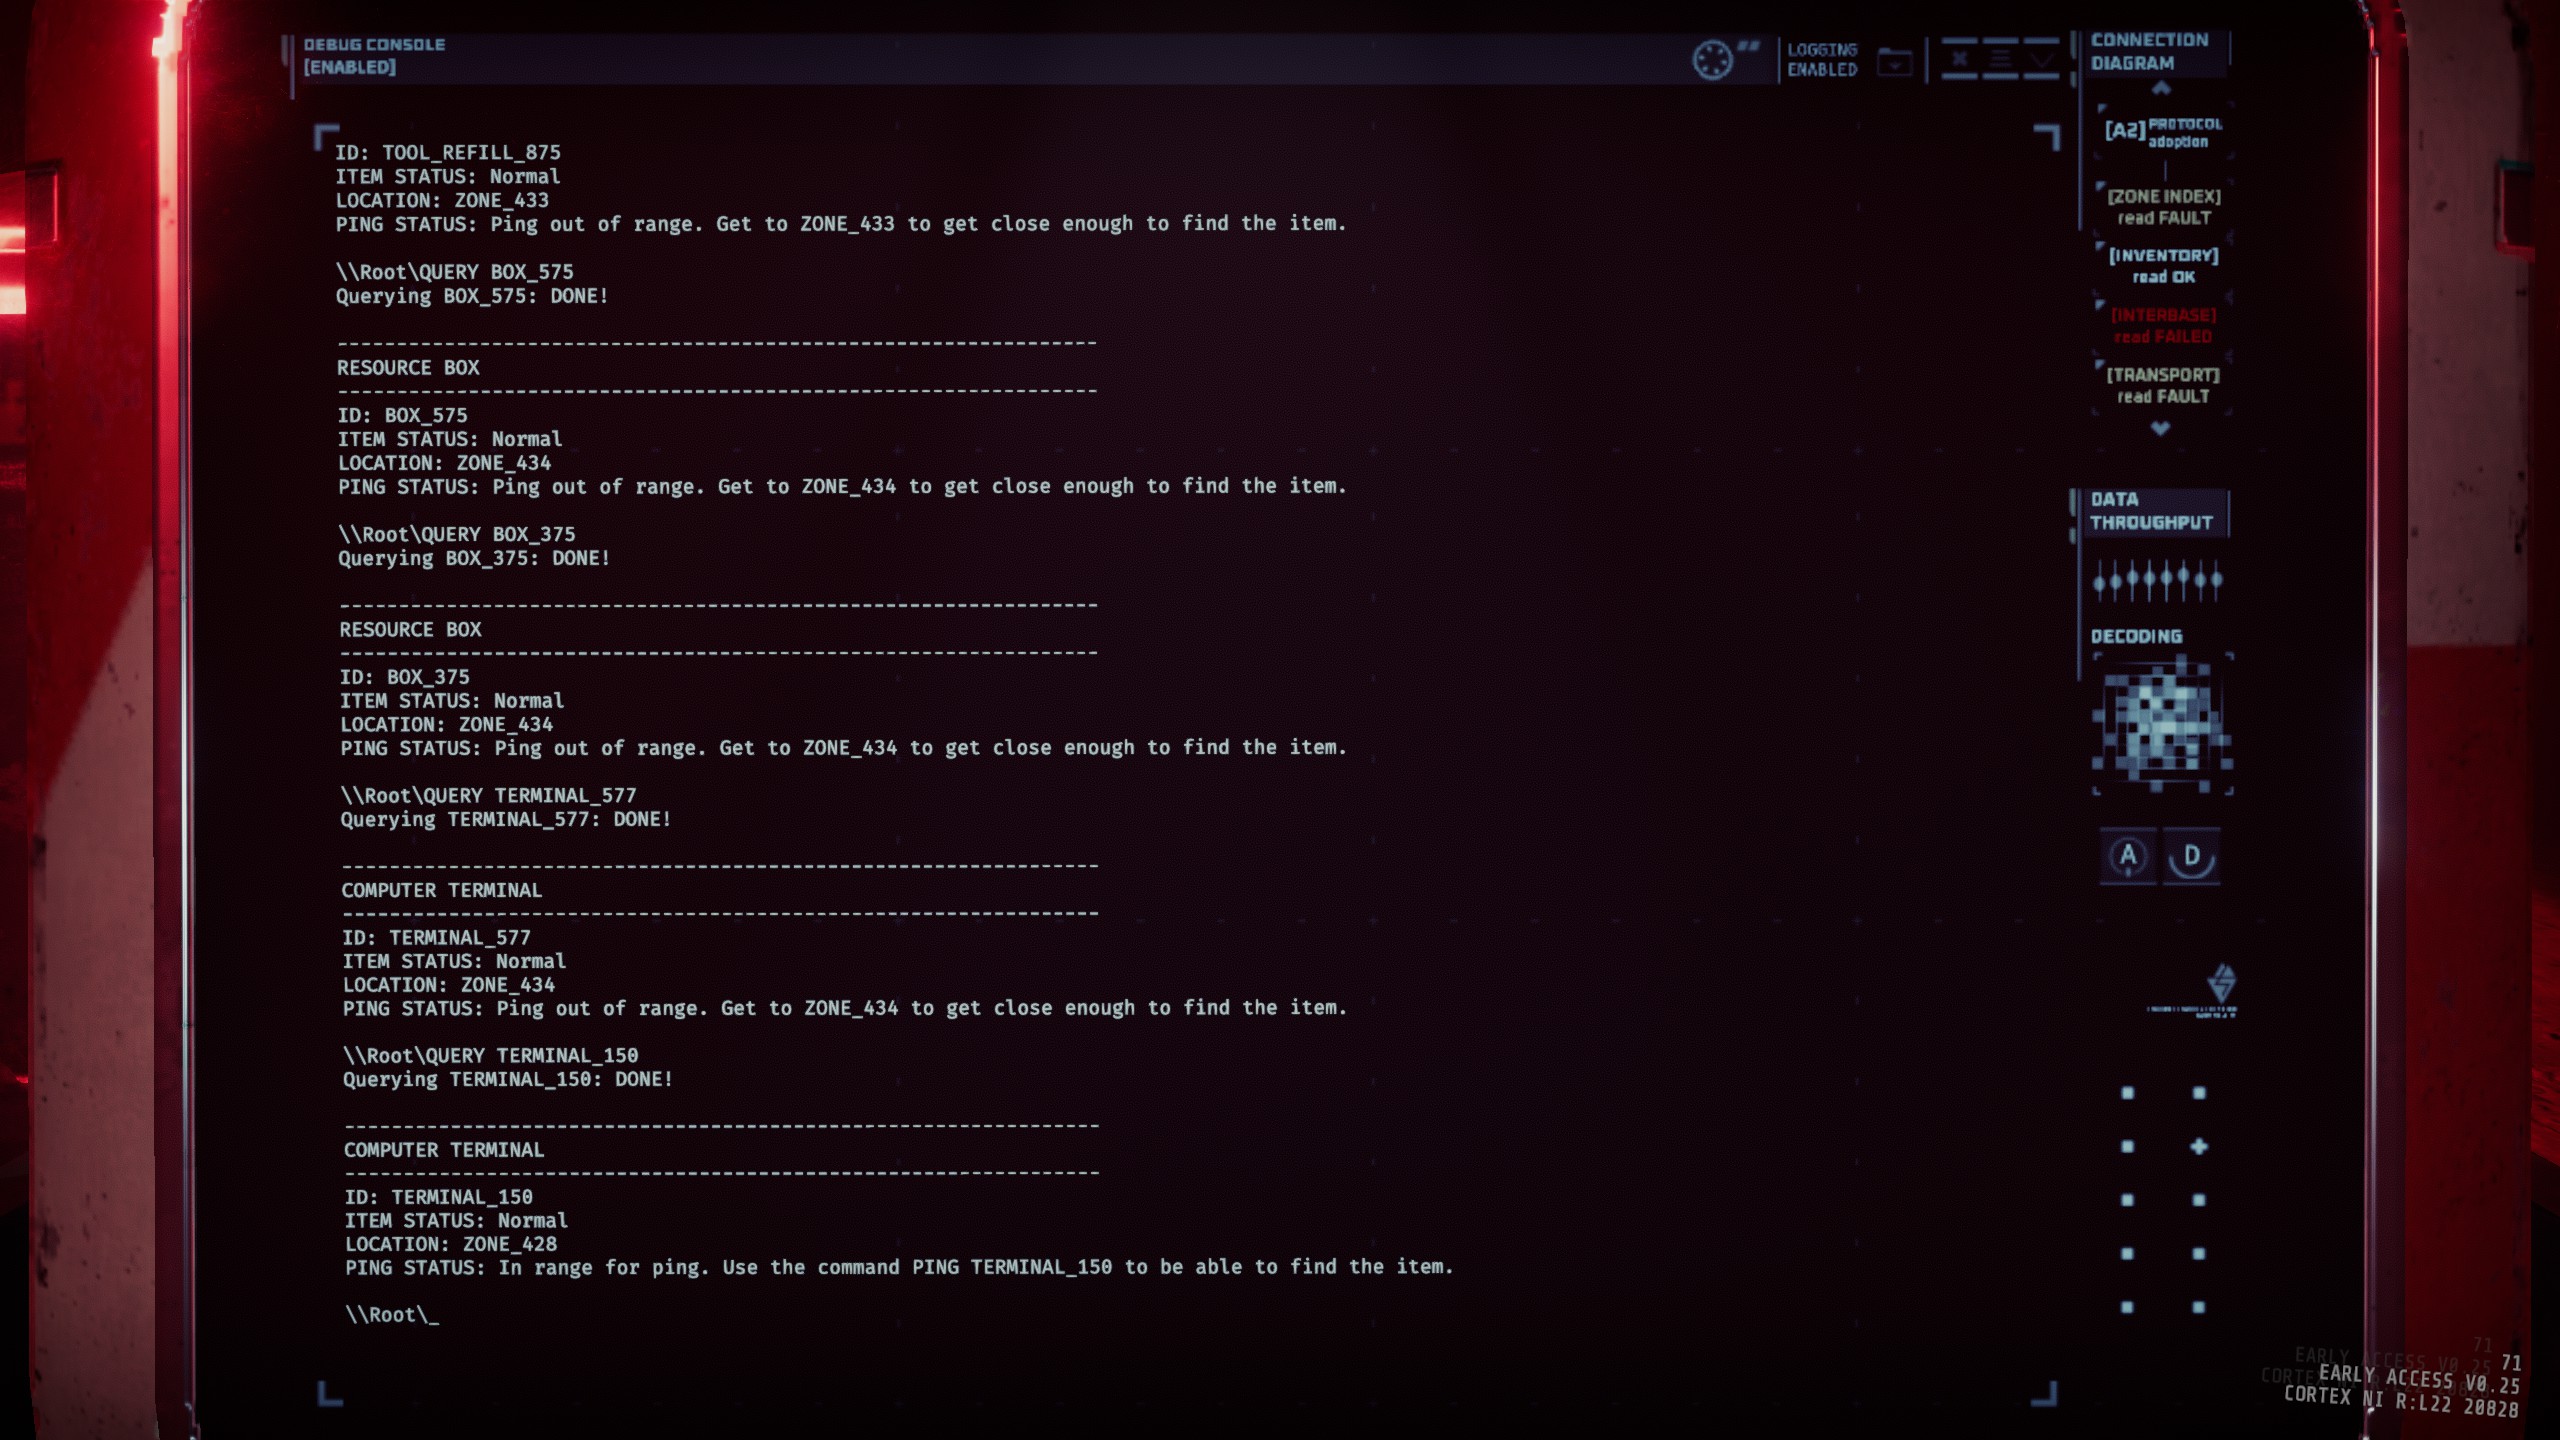 DEBUG CONSOLE
[ENABLED]
LOGGING
ENABLED
ID: TOOL_REFILL_875
ITEM STATUS: Normal
LOCATION: ZONE_433
PING STATUS: Ping out of range. Get to ZONE_433 to get close enough to find the item.
\\Root\QUERY BOX_575
Querying BOX_575: DONE!
----------------------------------------------------------------
RESOURCE BOX
----------------------------------------------------------------
ID: BOX_575
ITEM STATUS: Normal
LOCATION: ZONE_434
PING STATUS: Ping out of range. Get to ZONE_434 to get close enough to find the item.
\\Root\QUERY BOX_375
Querying BOX_375: DONE!
----------------------------------------------------------------
RESOURCE BOX
----------------------------------------------------------------
ID: BOX_375
ITEM STATUS: Normal
LOCATION: ZONE_434
PING STATUS: Ping out of range. Get to ZONE_434 to get close enough to find the item.
\\Root\QUERY TERMINAL_577
Querying TERMINAL_577: DONE!
----------------------------------------------------------------
COMPUTER TERMINAL
----------------------------------------------------------------
ID: TERMINAL_577
ITEM STATUS: Normal
LOCATION: ZONE_434
PING STATUS: Ping out of range. Get to ZONE_434 to get close enough to find the item.
\\Root\QUERY TERMINAL_150
Querying TERMINAL_150: DONE!
----------------------------------------------------------------
COMPUTER TERMINAL
----------------------------------------------------------------
ID: TERMINAL_150
ITEM STATUS: Normal
LOCATION: ZONE_428
PING STATUS: In range for ping. Use the command PING TERMINAL_150 to be able to find the item.
\\Root\_
CONNECTION
DIAGRAM
[A2] PROTOCOL
adoption
[ZONE INDEX]
read FAULT
[INVENTORY]
read OK
[INTERBASE]
read FAILED
[TRANSPORT]
read FAULT
DATA
THROUGHPUT
DECODING
A D
71
EARLY ACCESS V0.25
CORTEX NI R:L22 20828